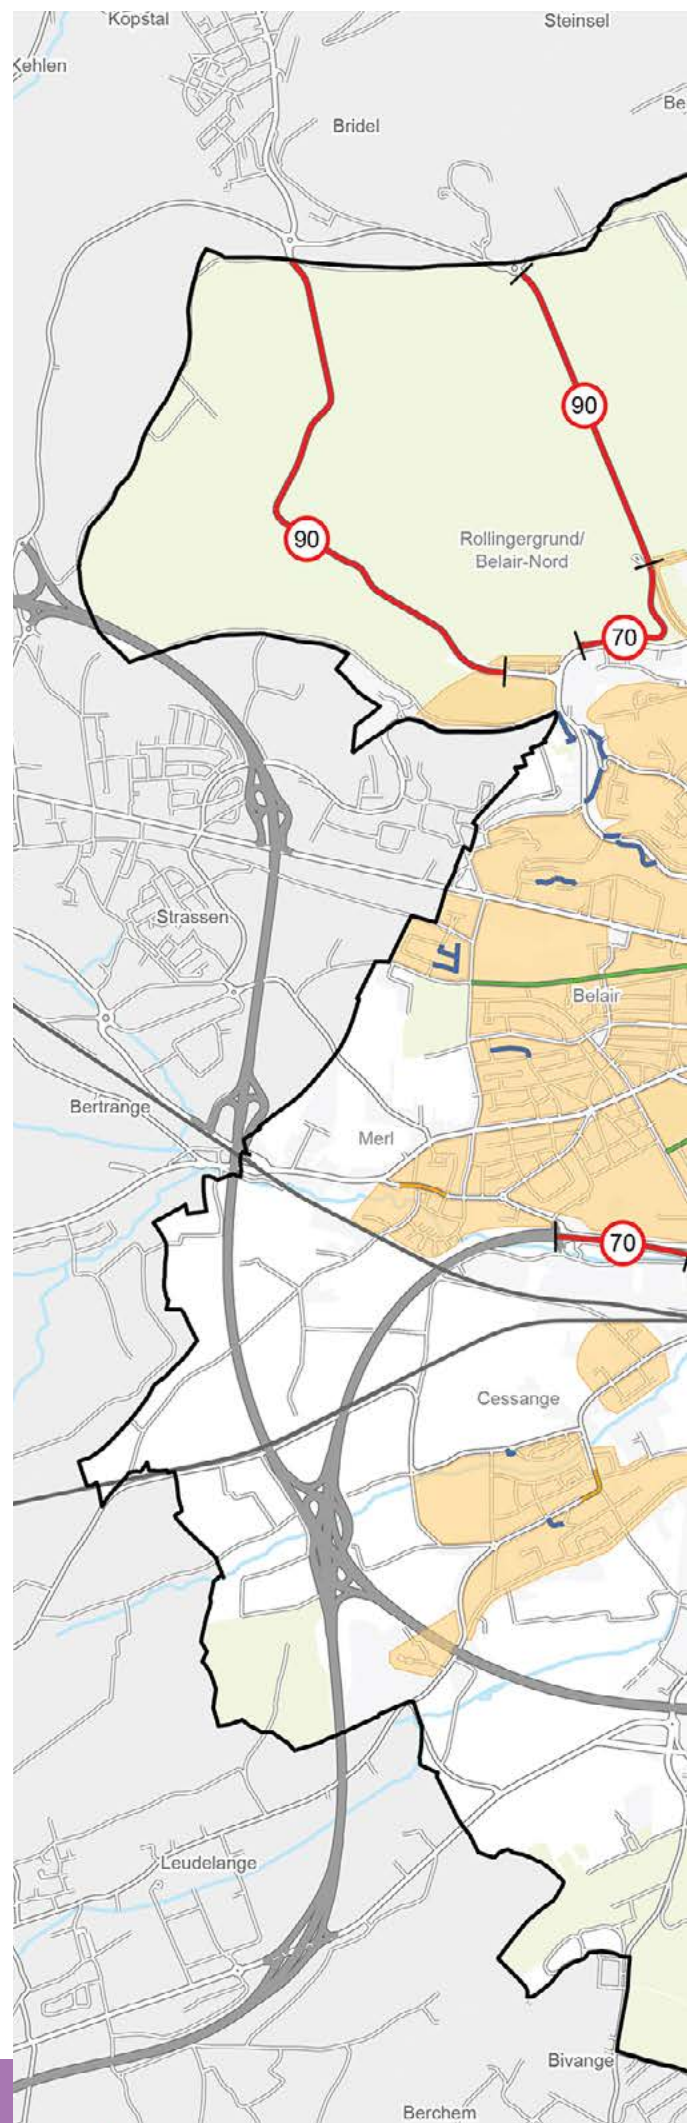 Kopstal
Steinsel
Kehlen
Be
Bridel
90
90
Rollingergrund/
Belair-Nord
70
Strassen
Belair
Bertrange
Merl
70
Cessange
Leudelange
Bivange
Berchem